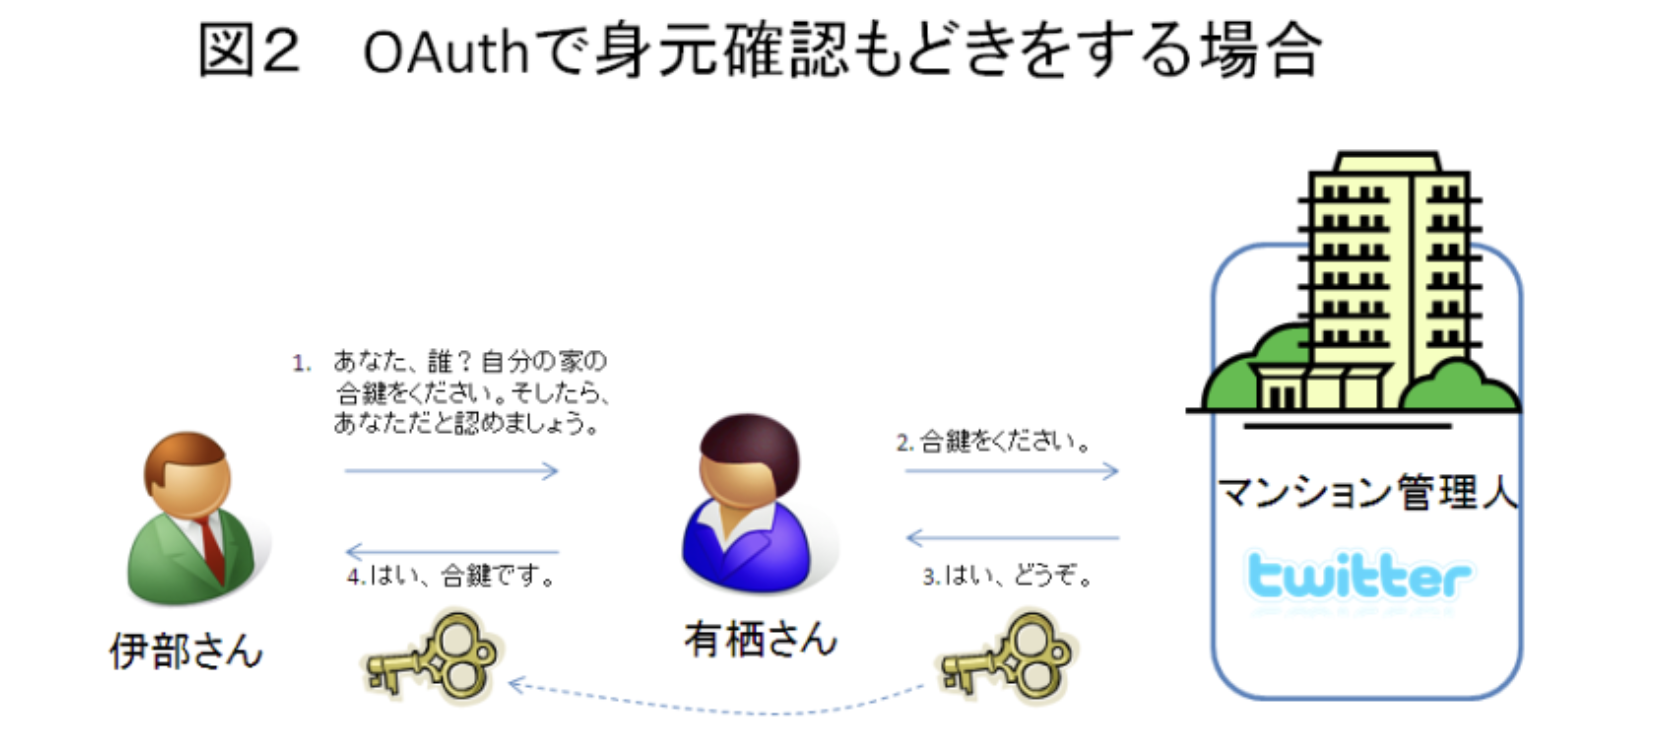 図２　OAuthで身元確認もどきをする場合
1. あなた、誰？自分の家の
合鍵をください。そしたら、
あなただと認めましょう。
2. 合鍵をください。
マンション管理人
twitter
4.はい、合鍵です。
3.はい、どうぞ。
伊部さん
有栖さん